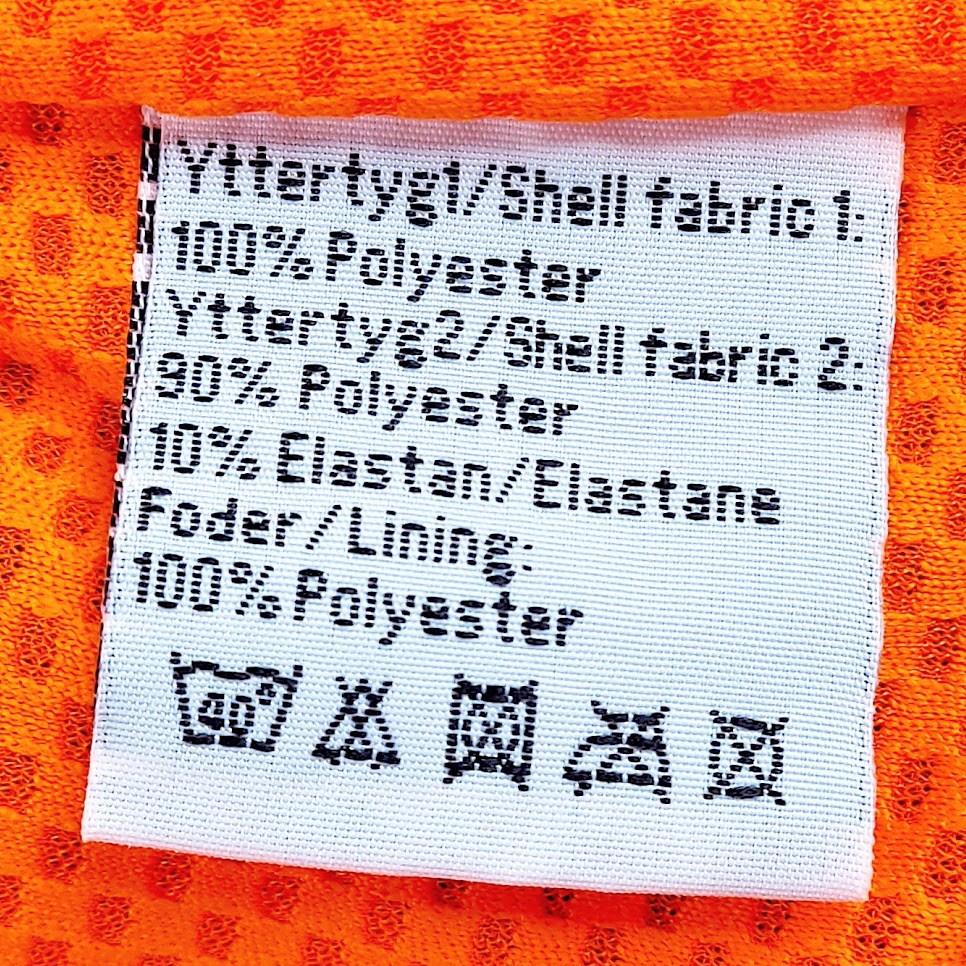 Yttertyg1/Shell fabric 1:
100% Polyester
Yttertyg2/Shell fabric 2:
90% Polyester
10% Elastan/Elastane
Foder/Lining:
100% Polyester
40°